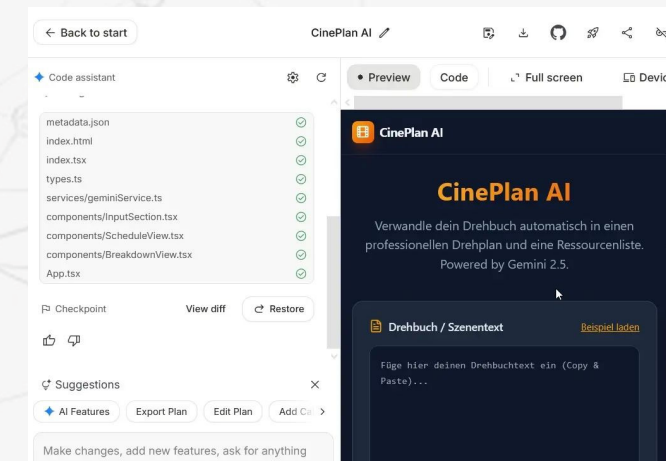 Back to start
CinePlan AI
Code assistant
Preview
Code
Full screen
metadata.json
index.html
index.tsx
types.ts
services/geminiService.ts
components/InputSection.tsx
components/ScheduleView.tsx
components/BreakdownView.tsx
App.tsx
Checkpoint
View diff
Restore
Suggestions
AI Features
Export Plan
Edit Plan
Add
Make changes, add new features, ask for anything
CinePlan AI
CinePlan AI
Verwandle dein Drehbuch automatisch in einen
professionellen Drehplan und eine Ressourcenliste.
Powered by Gemini 2.5.
Drehbuch / Szenentext
Beispiel laden
Füge hier deinen Drehbuchtext ein (Copy &
Paste)...